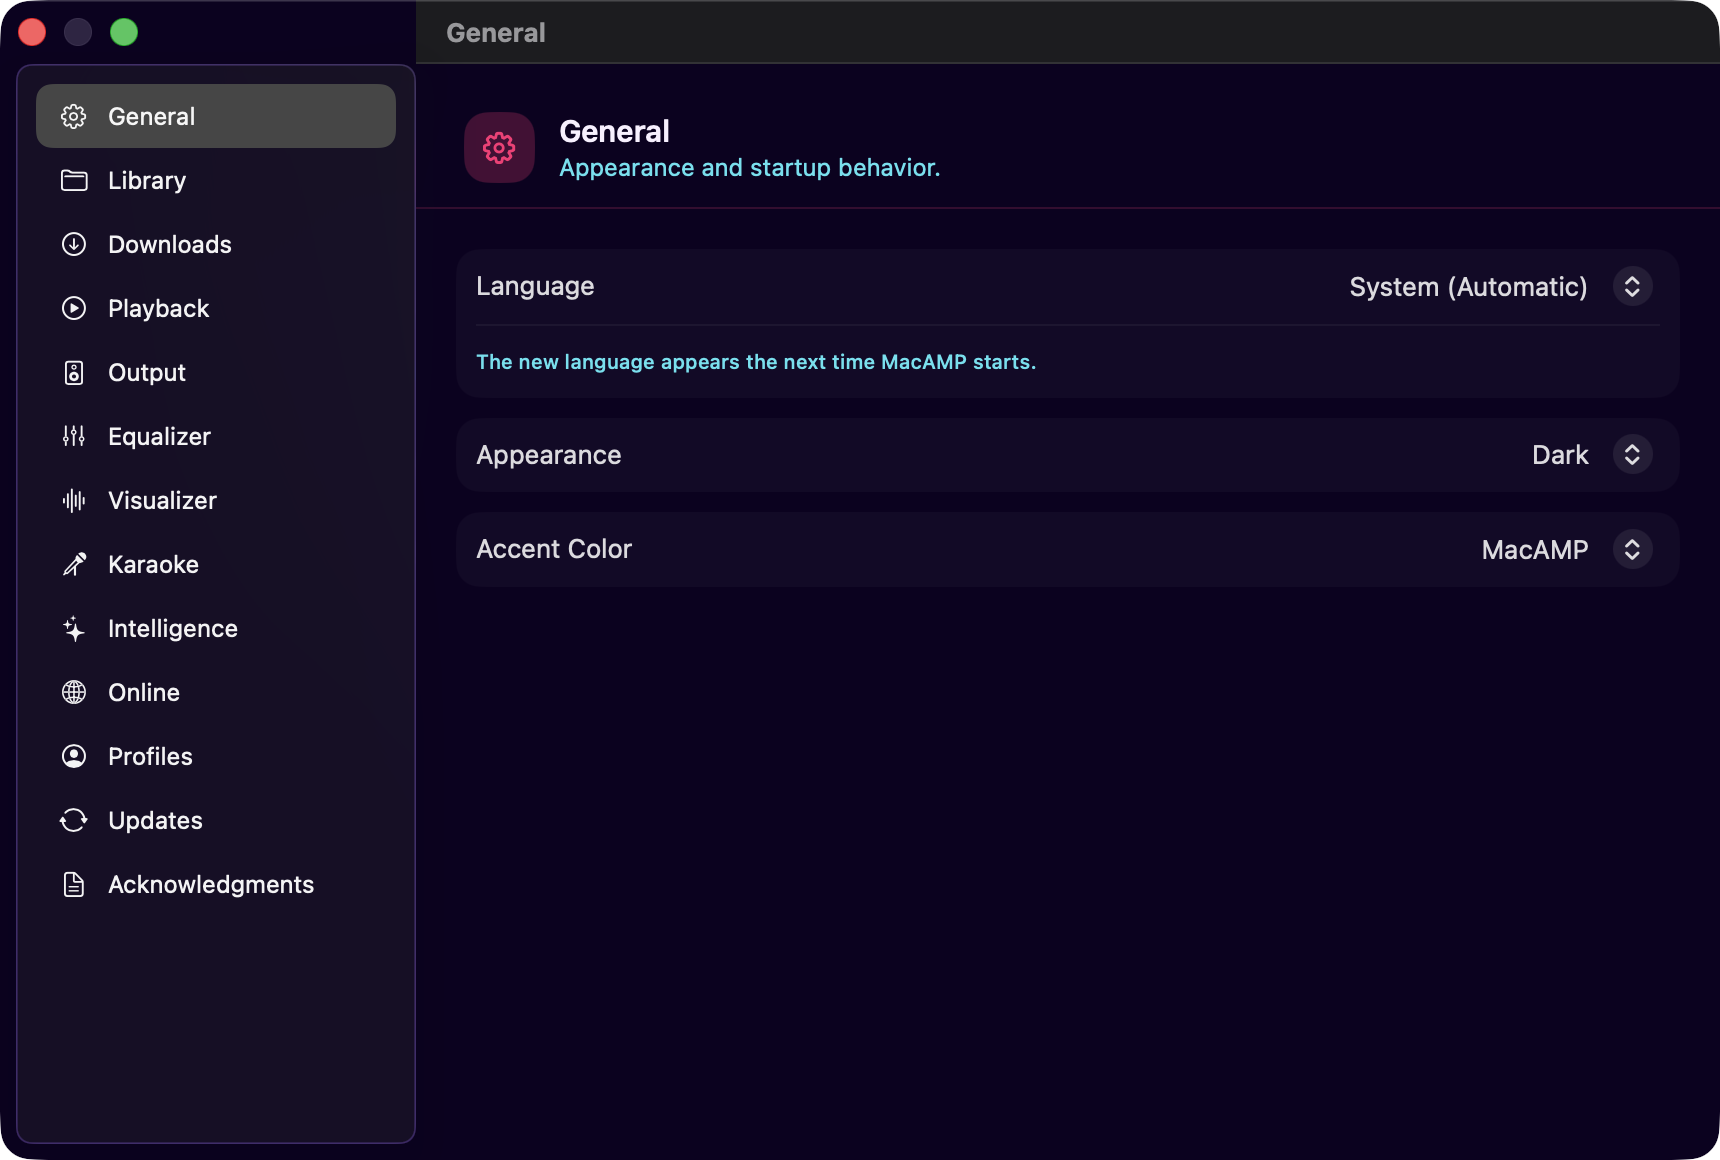 General
General
Library
Downloads
Playback
Output
Equalizer
Visualizer
Karaoke
Intelligence
Online
Profiles
Updates
Acknowledgments
General
Appearance and startup behavior.
Language
System (Automatic)
The new language appears the next time MacAMP starts.
Appearance
Dark
Accent Color
MacAMP